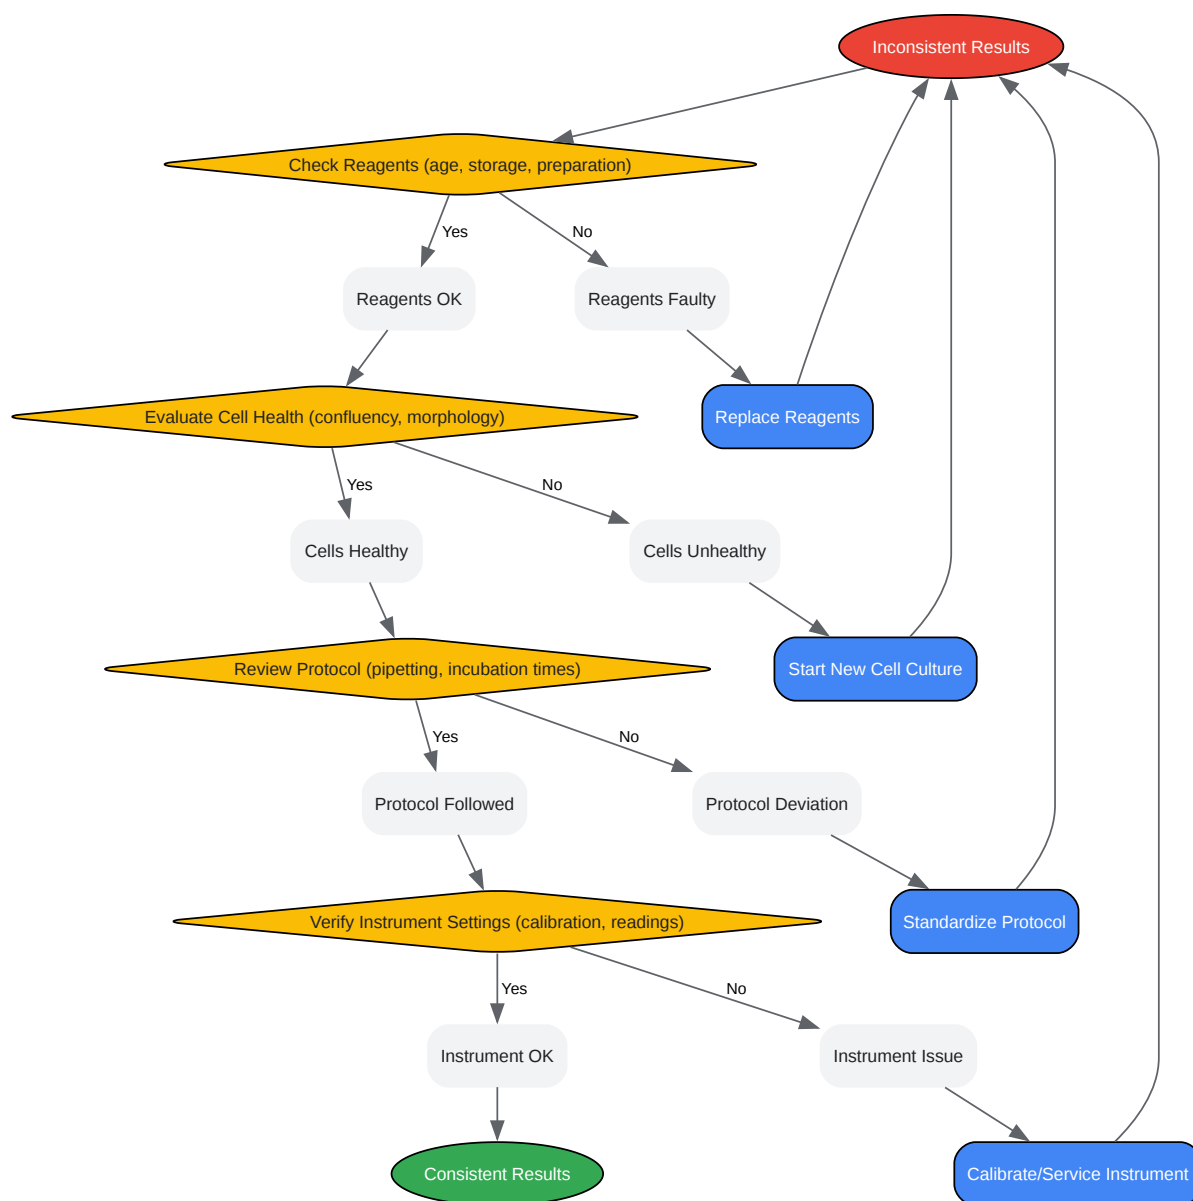 Inconsistent Results
Check Reagents (age, storage, preparation)
Yes
No
Reagents OK
Reagents Faulty
Evaluate Cell Health (confluency, morphology)
Replace Reagents
Yes
No
Cells Healthy
Cells Unhealthy
Review Protocol (pipetting, incubation times)
Start New Cell Culture
Yes
No
Protocol Followed
Protocol Deviation
Verify Instrument Settings (calibration, readings)
Standardize Protocol
Yes
No
Instrument OK
Instrument Issue
Consistent Results
Calibrate/Service Instrument